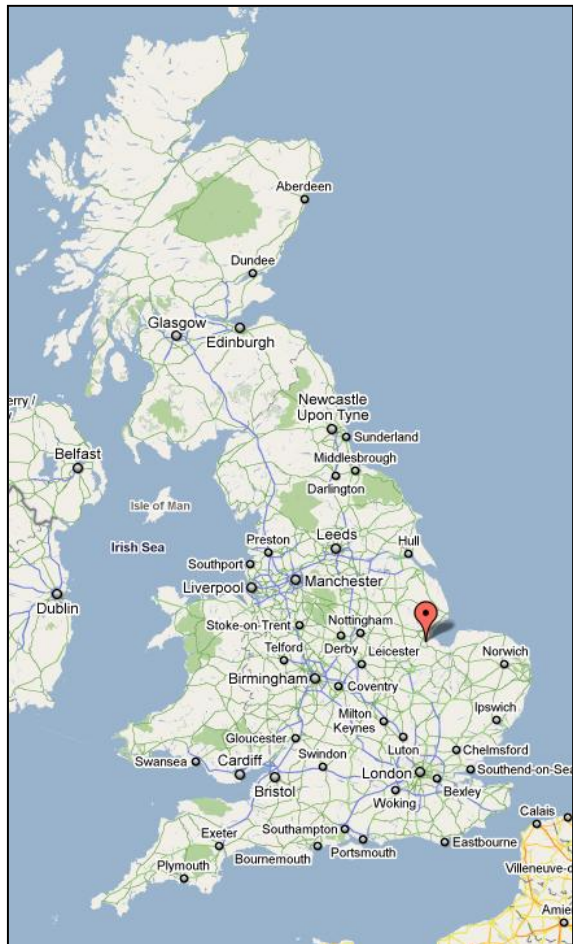 Aberdeen
Dundee
Glasgow
Edinburgh
Newcastle
Upon Tyne
Sunderland
Middlesbrough
Darlington
Belfast
Isle of Man
Irish Sea
Preston
Leeds
Hull
Southport
Liverpool
Manchester
Dublin
Stoke-on-Trent
Nottingham
Derby
Telford
Leicester
Norwich
Birmingham
Coventry
Milton
Keynes
Ipswich
Gloucester
Luton
Chelmsford
Swansea
Cardiff
Swindon
London
Southend-on-Sea
Bristol
Woking
Bexley
Exeter
Southampton
Calais
Plymouth
Bournemouth
Portsmouth
Eastbourne